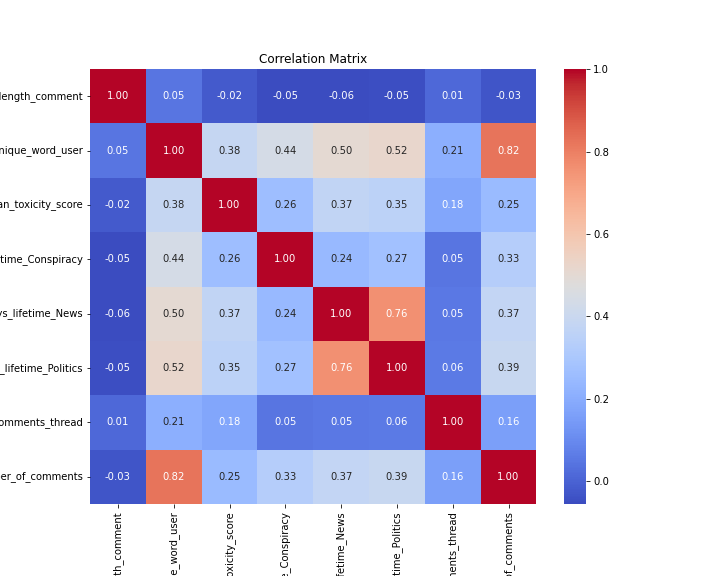 Correlation Matrix
length_comment 1.00 0.05 -0.02 -0.05 -0.06 -0.05 0.01 -0.03
nique_word_user 0.05 1.00 0.38 0.44 0.50 0.52 0.21 0.82
an_toxicity_score -0.02 0.38 1.00 0.26 0.37 0.35 0.18 0.25
time_Conspiracy -0.05 0.44 0.26 1.00 0.24 0.27 0.05 0.33
ys_lifetime_News -0.06 0.50 0.37 0.24 1.00 0.76 0.05 0.37
_lifetime_Politics -0.05 0.52 0.35 0.27 0.76 1.00 0.06 0.39
omments_thread 0.01 0.21 0.18 0.05 0.05 0.06 1.00 0.16
er_of_comments -0.03 0.82 0.25 0.33 0.37 0.39 0.16 1.00
th_comment
e_word_user
oxicity_score
e_Conspiracy
ifetime_News
time_Politics
ments_thread
of_comments
1.0
0.8
0.6
0.4
0.2
0.0